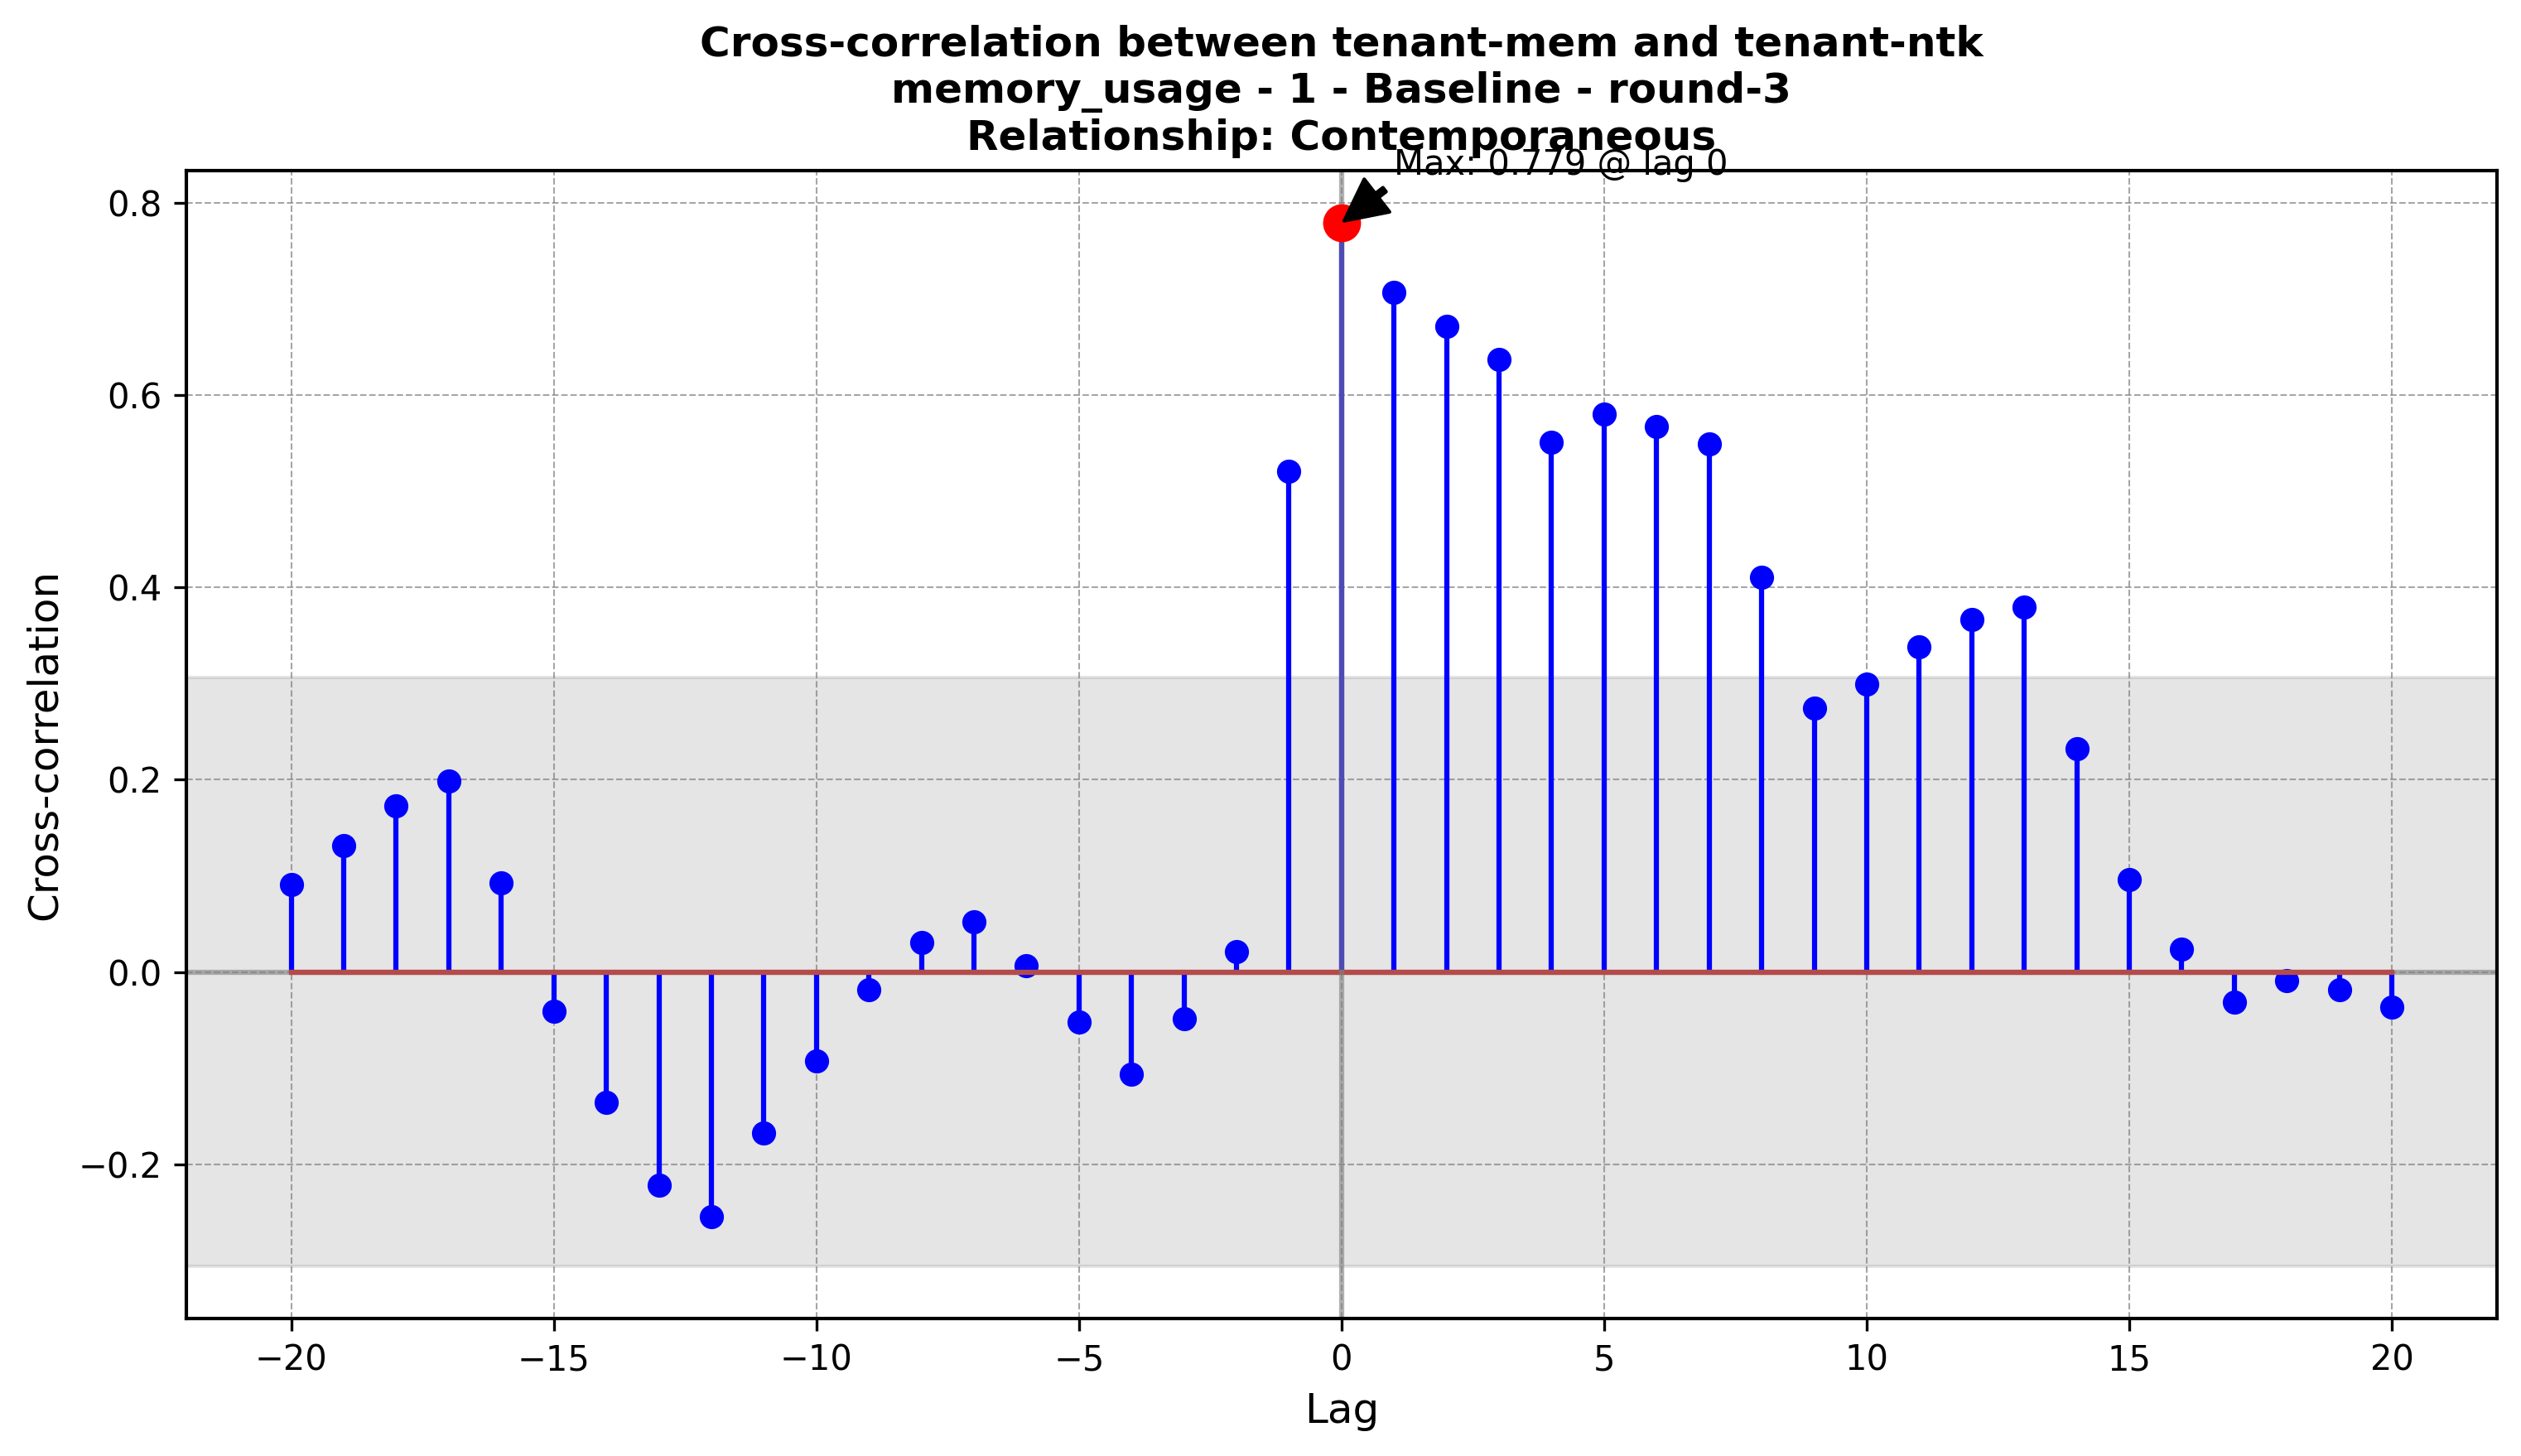 Cross-correlation between tenant-mem and tenant-ntk
memory_usage - 1 - Baseline - round-3
Relationship: Contemporaneous
Max: 0.779 @ lag 0
0.8
0.6
0.4
0.2
0.0
−0.2
Cross-correlation
−20 −15 −10 −5 0 5 10 15 20
Lag